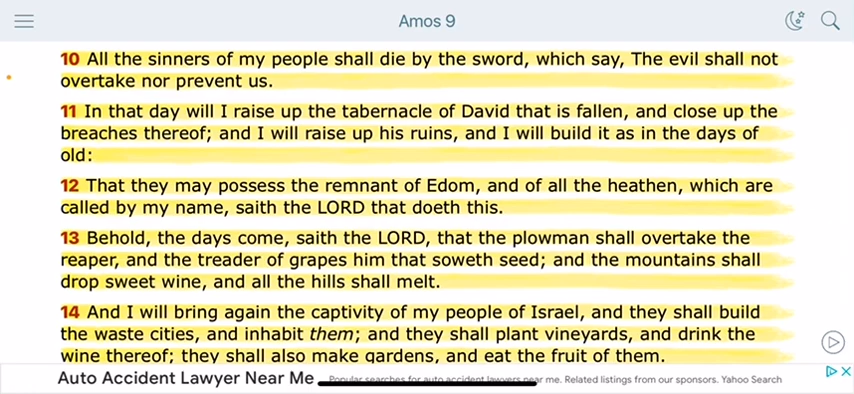 Amos 9
10 All the sinners of my people shall die by the sword, which say, The evil shall not
overtake nor prevent us.
11 In that day will I raise up the tabernacle of David that is fallen, and close up the
breaches thereof; and I will raise up his ruins, and I will build it as in the days of
old:
12 That they may possess the remnant of Edom, and of all the heathen, which are
called by my name, saith the LORD that doeth this.
13 Behold, the days come, saith the LORD, that the plowman shall overtake the
reaper, and the treader of grapes him that soweth seed; and the mountains shall
drop sweet wine, and all the hills shall melt.
14 And I will bring again the captivity of my people of Israel, and they shall build
the waste cities, and inhabit them; and they shall plant vineyards, and drink the
wine thereof; they shall also make gardens, and eat the fruit of them.
Auto Accident Lawyer Near Me
Popular searches for auto accident lawyers near me. Related listings from our sponsors. Yahoo Search